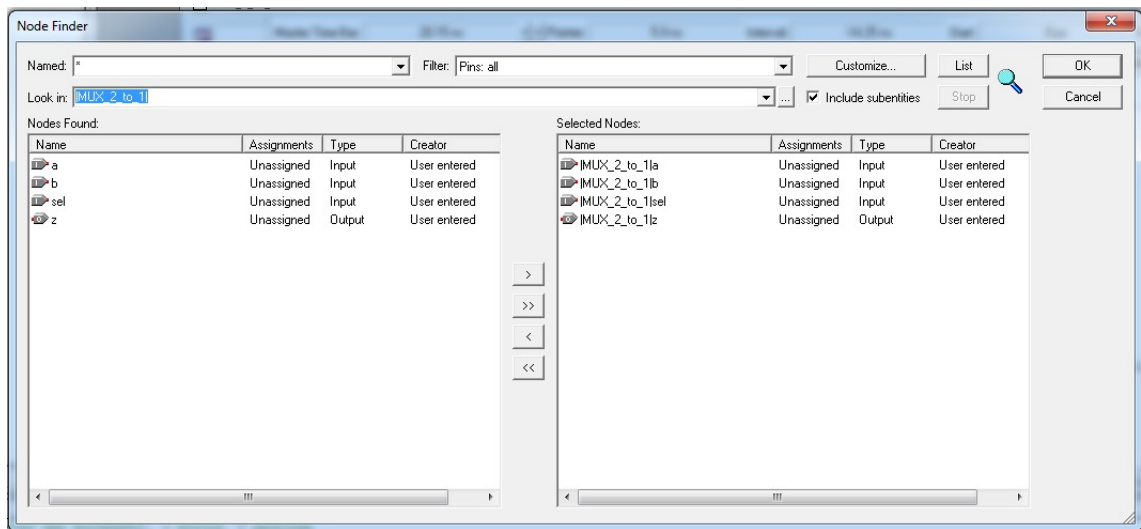 Node Finder
Named: * Filter: Pins: all Customize... List OK
Look in: |MUX_2_to_1| ... Include subentities Stop Cancel
Nodes Found: Selected Nodes:
Name Assignments Type Creator Name Assignments Type Creator
a Unassigned Input User entered |MUX_2_to_1|a Unassigned Input User entered
b Unassigned Input User entered |MUX_2_to_1|b Unassigned Input User entered
sel Unassigned Input User entered |MUX_2_to_1|sel Unassigned Input User entered
z Unassigned Output User entered |MUX_2_to_1|z Unassigned Output User entered
>
>>
<
<<